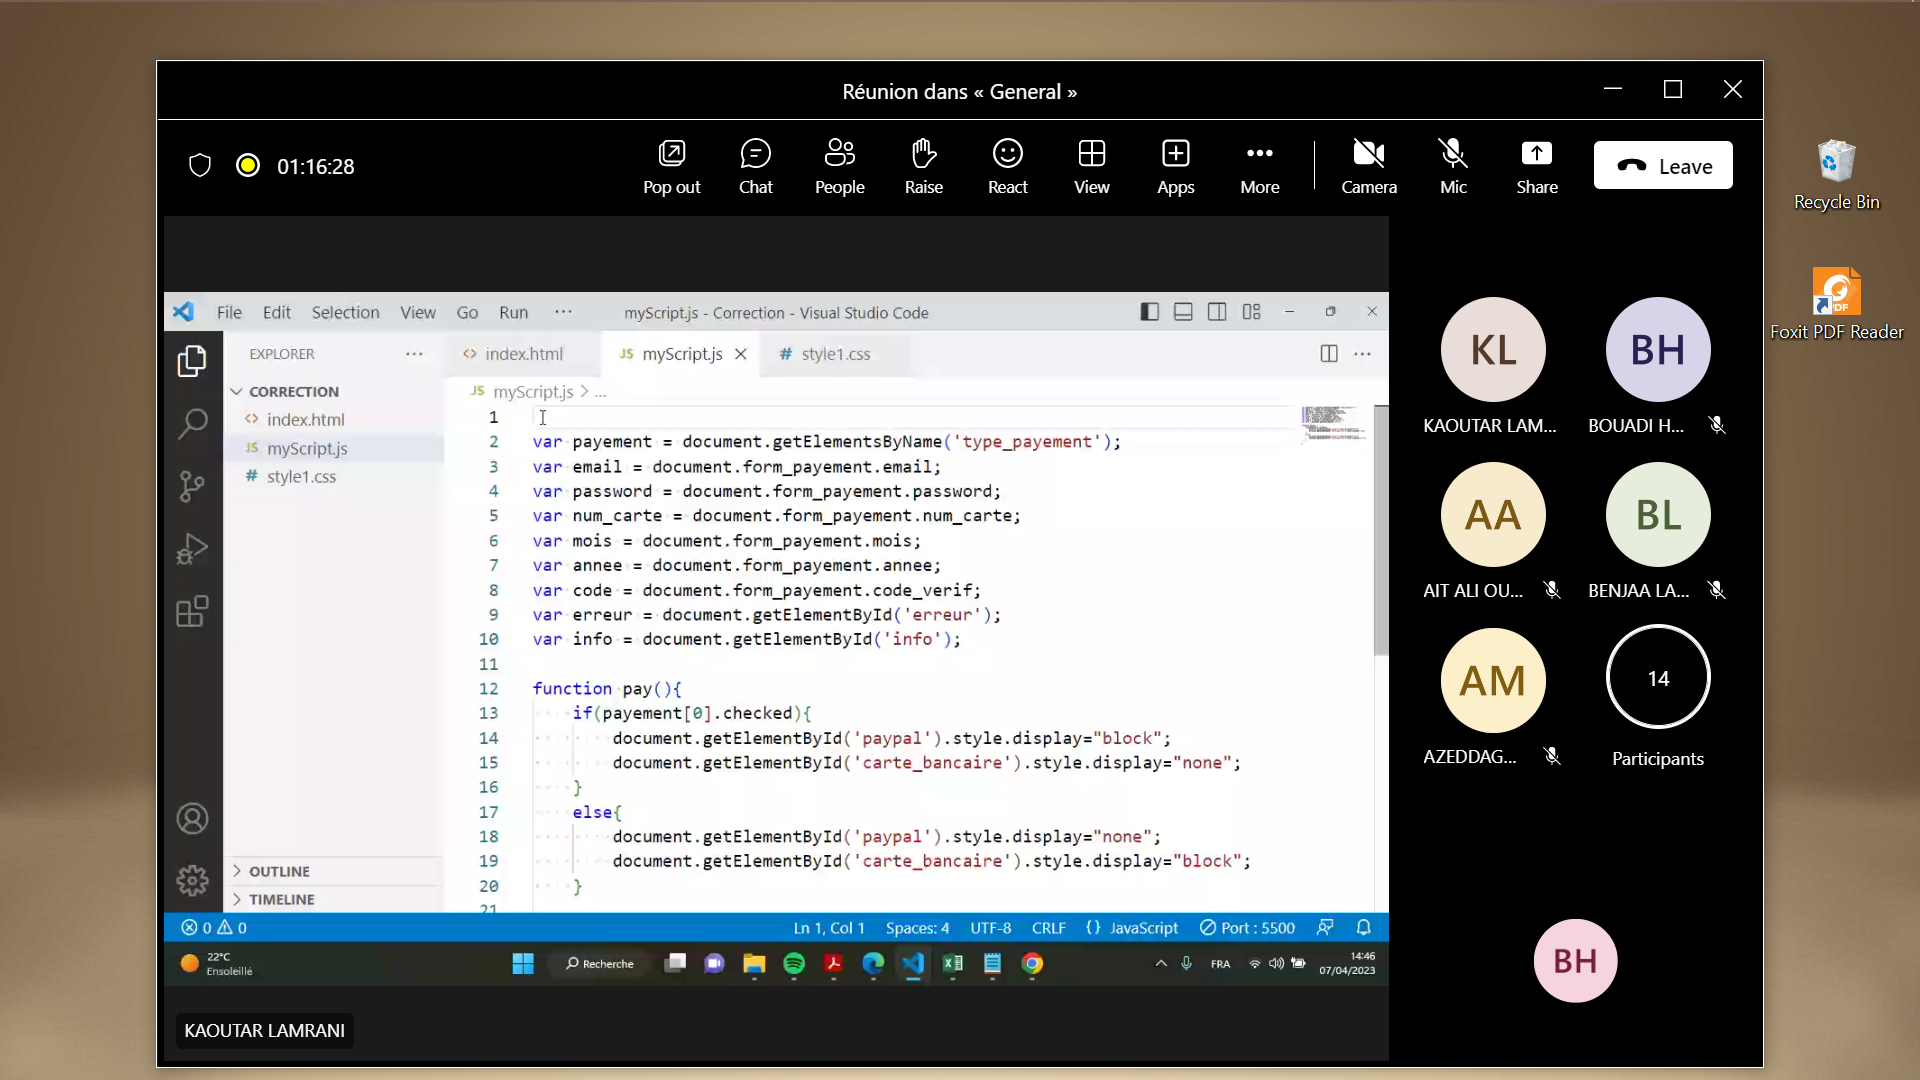 Réunion dans « General »
01:16:28
Pop out
Chat
People
Raise
React
View
Apps
More
Camera
Mic
Share
Leave
Recycle Bin
Foxit PDF Reader
File Edit Selection View Go Run ···
myScript.js - Correction - Visual Studio Code
EXPLORER
index.html
JS myScript.js
# style1.css
CORRECTION
index.html
JS myScript.js
# style1.css
JS myScript.js > ...
1
2 var payement = document.getElementsByName('type_payement');
3 var email = document.form_payement.email;
4 var password = document.form_payement.password;
5 var num_carte = document.form_payement.num_carte;
6 var mois = document.form_payement.mois;
7 var annee = document.form_payement.annee;
8 var code = document.form_payement.code_verif;
9 var erreur = document.getElementById('erreur');
10 var info = document.getElementById('info');
11
12 function pay(){
13 if(payement[0].checked){
14 document.getElementById('paypal').style.display="block";
15 document.getElementById('carte_bancaire').style.display="none";
16 }
17 else{
18 document.getElementById('paypal').style.display="none";
19 document.getElementById('carte_bancaire').style.display="block";
20 }
21
OUTLINE
TIMELINE
0 0
Ln 1, Col 1 Spaces: 4 UTF-8 CRLF {} JavaScript Port : 5500
22°C
Ensoleillé
Recherche
FRA
14:46
07/04/2023
KAOUTAR LAMRANI
KL
KAOUTAR LAM...
BH
BOUADI H...
AA
AIT ALI OU...
BL
BENJAA LA...
AM
AZEDDAG...
14
Participants
BH